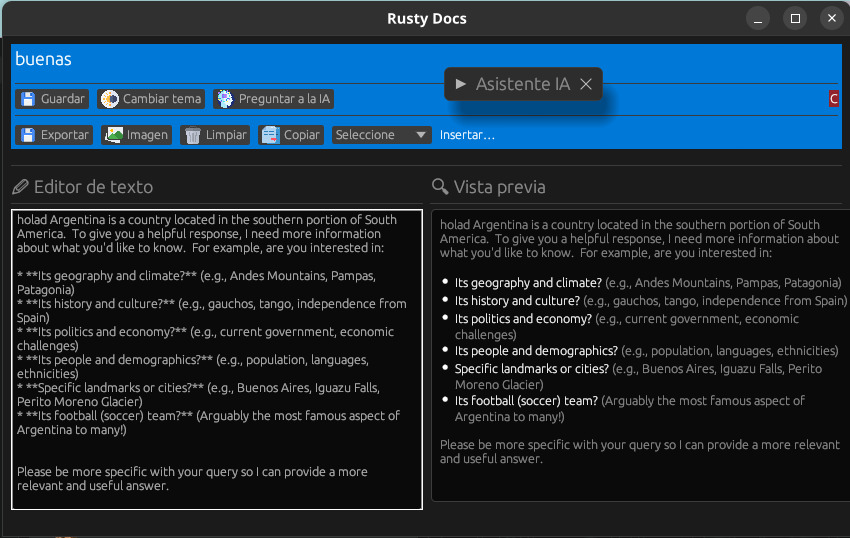 Rusty Docs
buenas
Asistente IA
Guardar Cambiar tema Preguntar a la IA C
Exportar Imagen Limpiar Copiar Seleccione Insertar...
Editor de texto
holad Argentina is a country located in the southern portion of South
America.  To give you a helpful response, I need more information
about what you'd like to know.  For example, are you interested in:
* **Its geography and climate?** (e.g., Andes Mountains, Pampas,
Patagonia)
* **Its history and culture?** (e.g., gauchos, tango, independence from
Spain)
* **Its politics and economy?** (e.g., current government, economic
challenges)
* **Its people and demographics?** (e.g., population, languages,
ethnicities)
* **Specific landmarks or cities?** (e.g., Buenos Aires, Iguazu Falls,
Perito Moreno Glacier)
* **Its football (soccer) team?** (Arguably the most famous aspect of
Argentina to many!)
Please be more specific with your query so I can provide a more
relevant and useful answer.
Vista previa
holad Argentina is a country located in the southern portion of South
America.  To give you a helpful response, I need more information about
what you'd like to know.  For example, are you interested in:
• Its geography and climate? (e.g., Andes Mountains, Pampas, Patagonia)
• Its history and culture? (e.g., gauchos, tango, independence from Spain)
• Its politics and economy? (e.g., current government, economic
challenges)
• Its people and demographics? (e.g., population, languages, ethnicities)
• Specific landmarks or cities? (e.g., Buenos Aires, Iguazu Falls, Perito
Moreno Glacier)
• Its football (soccer) team? (Arguably the most famous aspect of
Argentina to many!)
Please be more specific with your query so I can provide a more relevant
and useful answer.